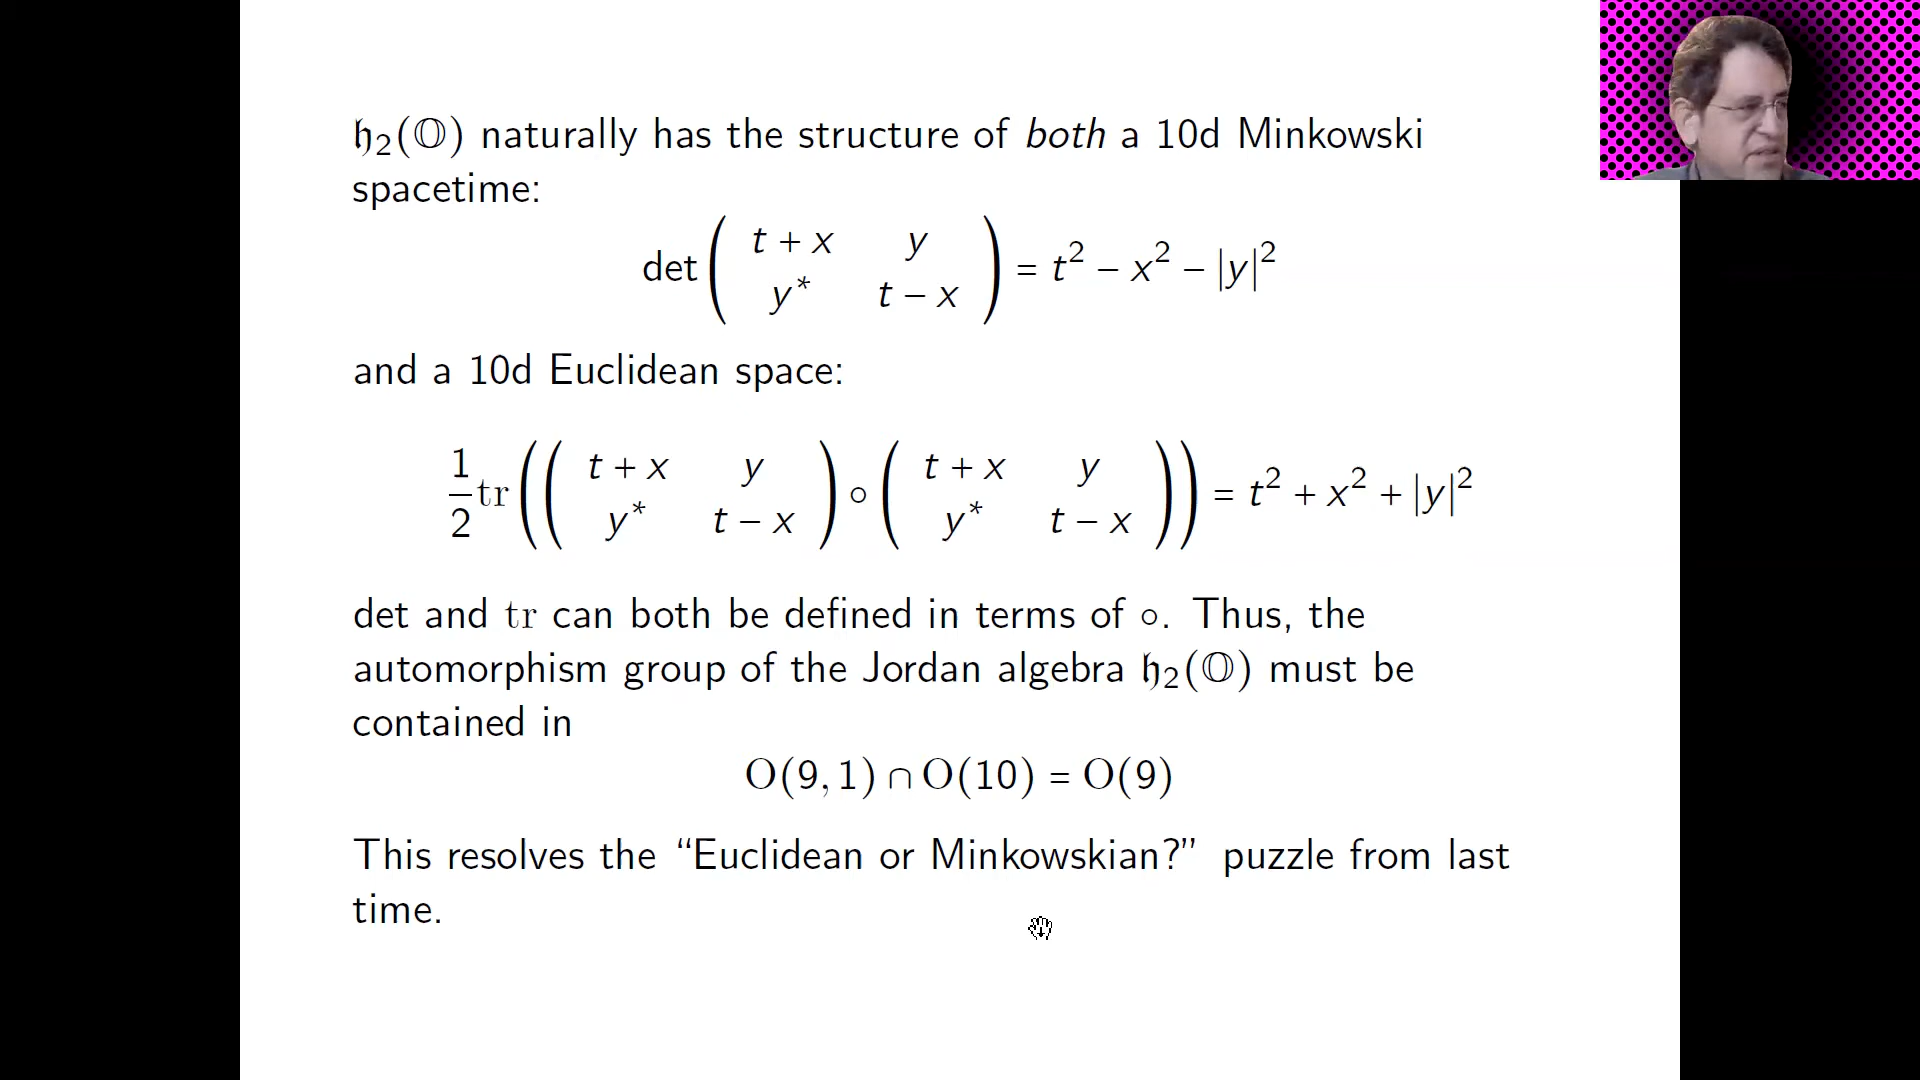 𝔥₂(𝕆) naturally has the structure of both a 10d Minkowski
spacetime:
det ( t + x   y ; y*   t − x ) = t² − x² − |y|²
and a 10d Euclidean space:
1/2 tr ( ( t + x   y ; y*   t − x ) ∘ ( t + x   y ; y*   t − x ) ) = t² + x² + |y|²
det and tr can both be defined in terms of ∘. Thus, the
automorphism group of the Jordan algebra 𝔥₂(𝕆) must be
contained in
O(9, 1) ∩ O(10) = O(9)
This resolves the “Euclidean or Minkowskian?” puzzle from last
time.